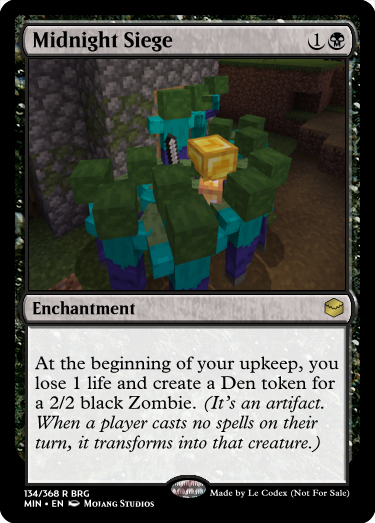 Midnight Siege 1
Enchantment
At the beginning of your upkeep, you
lose 1 life and create a Den token for
a 2/2 black Zombie. (It's an artifact.
When a player casts no spells on their
turn, it transforms into that creature.)
134/368 R BRG
MIN • EN Mojang Studios
Made by Le Codex (Not For Sale)